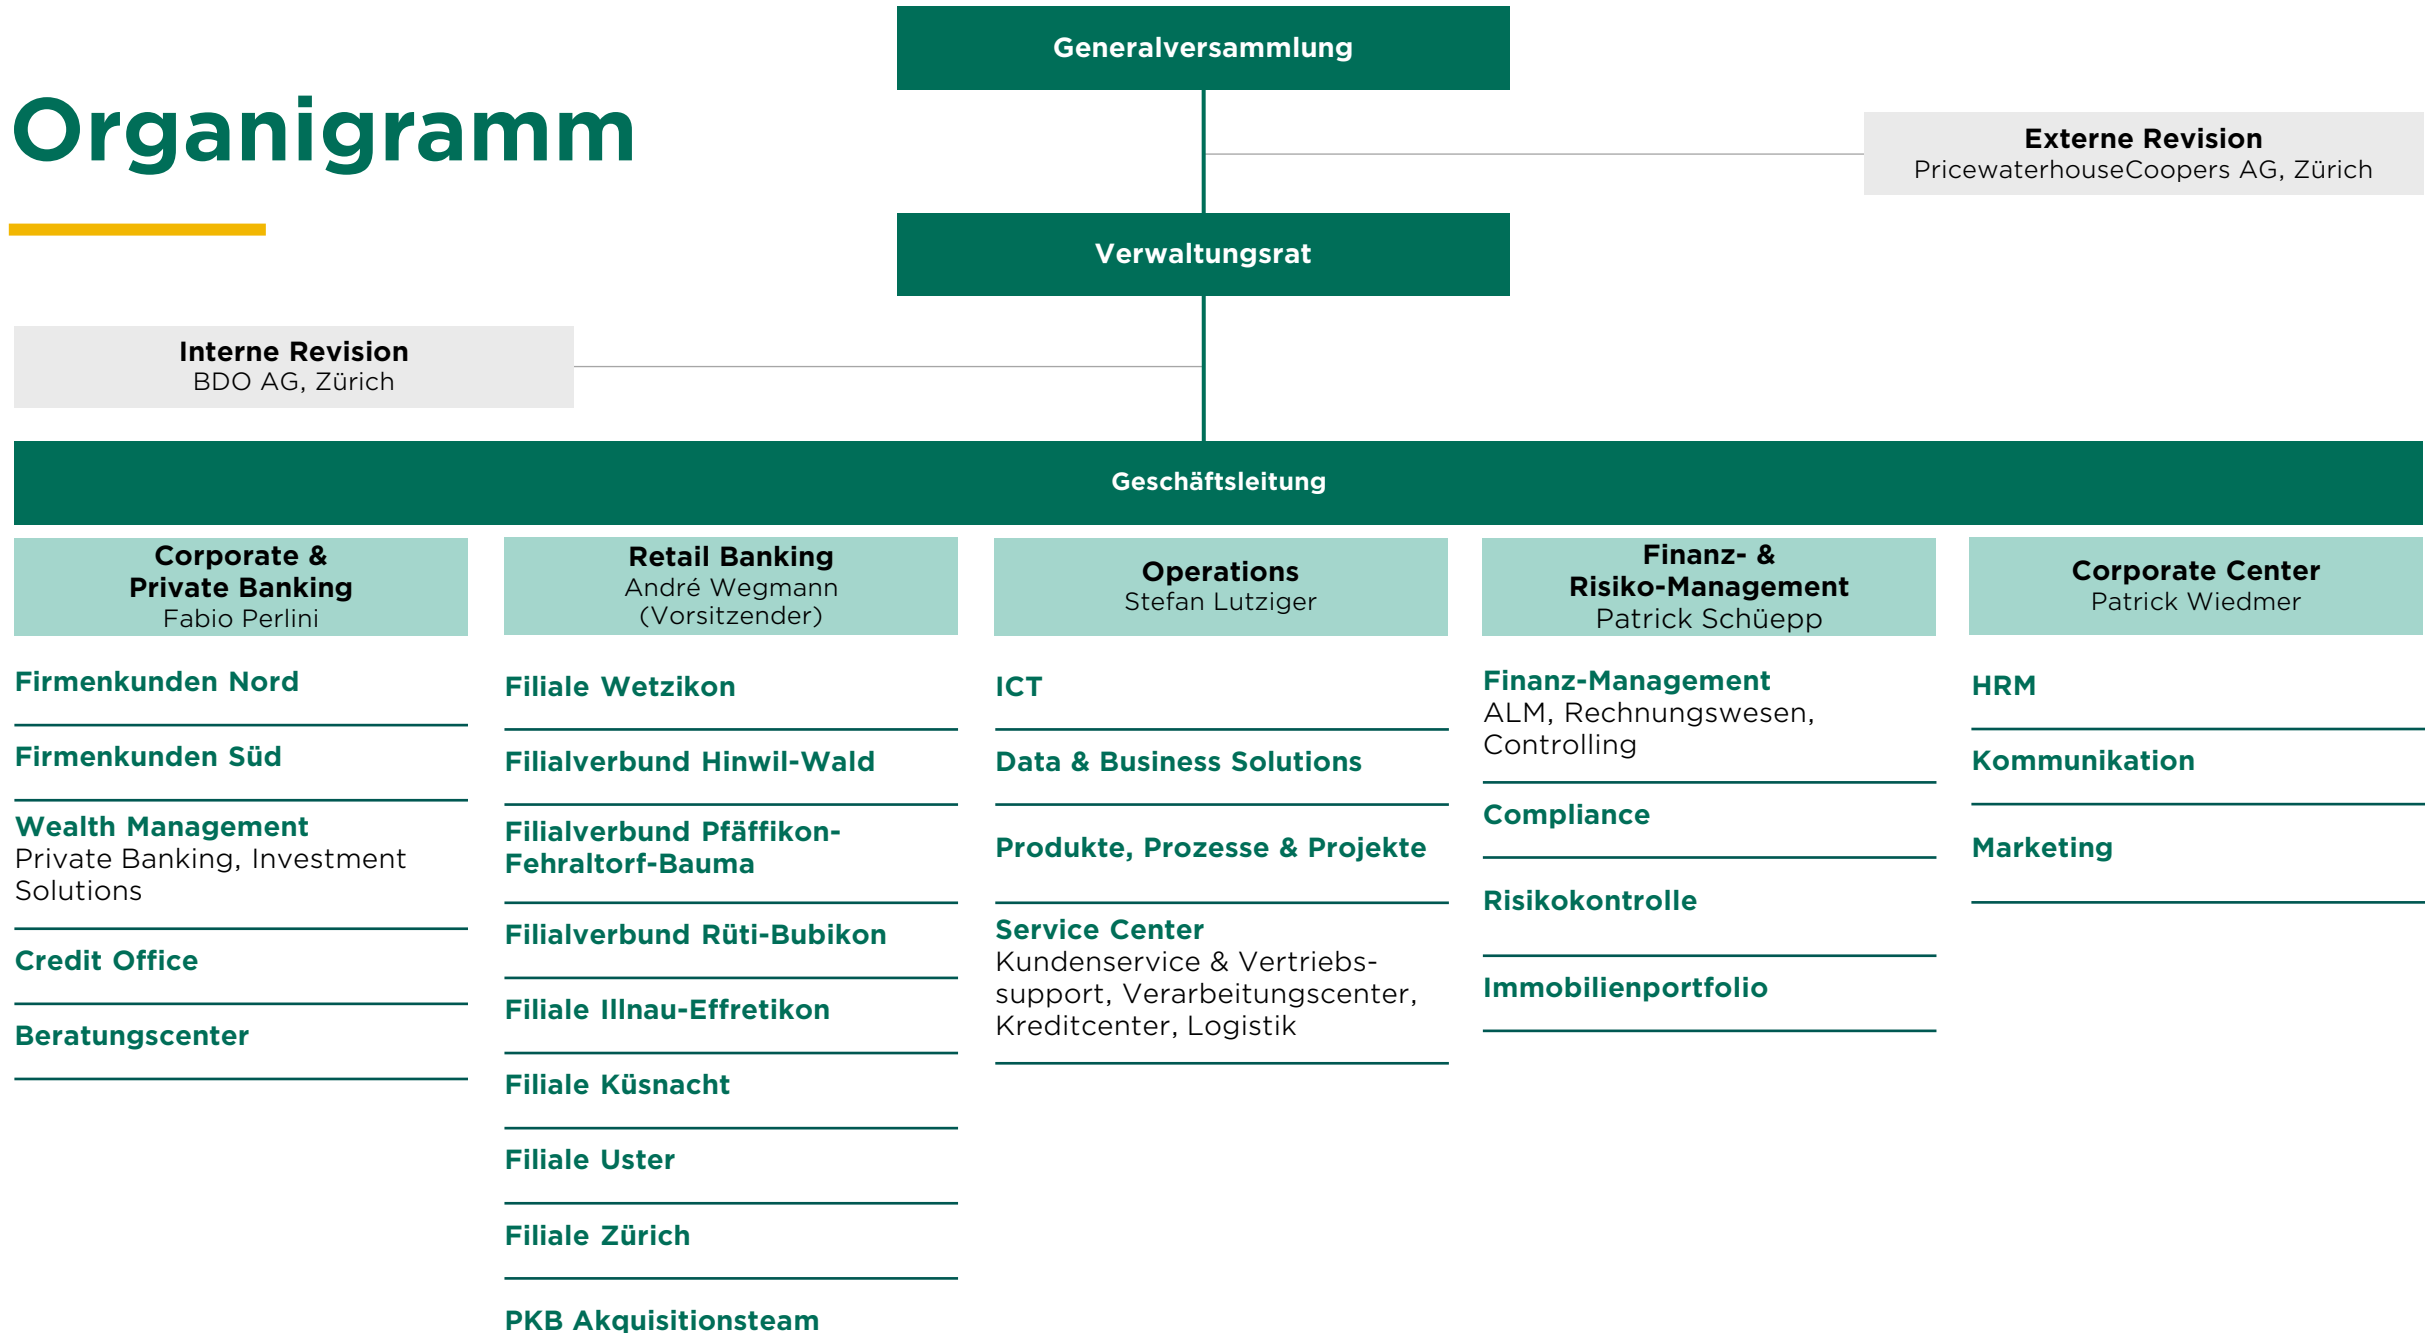 Organigramm
Generalversammlung
Externe Revision
PricewaterhouseCoopers AG, Zürich
Verwaltungsrat
Interne Revision
BDO AG, Zürich
Geschäftsleitung
Corporate &
Private Banking
Fabio Perlini
Firmenkunden Nord
Firmenkunden Süd
Wealth Management
Private Banking, Investment
Solutions
Credit Office
Beratungscenter
Retail Banking
André Wegmann
(Vorsitzender)
Filiale Wetzikon
Filialverbund Hinwil-Wald
Filialverbund Pfäffikon-
Fehraltorf-Bauma
Filialverbund Rüti-Bubikon
Filiale Illnau-Effretikon
Filiale Küsnacht
Filiale Uster
Filiale Zürich
PKB Akquisitionsteam
Operations
Stefan Lutziger
ICT
Data & Business Solutions
Produkte, Prozesse & Projekte
Service Center
Kundenservice & Vertriebs-
support, Verarbeitungscenter,
Kreditcenter, Logistik
Finanz- &
Risiko-Management
Patrick Schüepp
Finanz-Management
ALM, Rechnungswesen,
Controlling
Compliance
Risikokontrolle
Immobilienportfolio
Corporate Center
Patrick Wiedmer
HRM
Kommunikation
Marketing